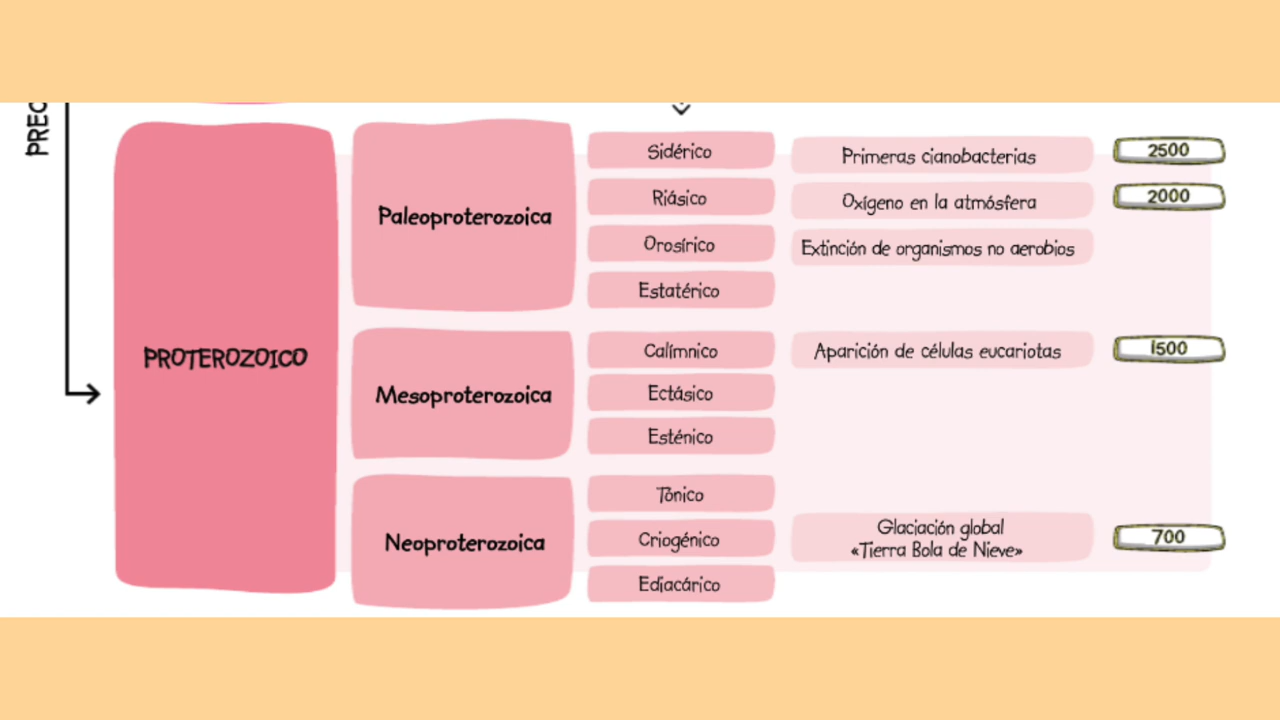 PROTEROZOICO
Paleoproterozoica
Sidérico
Primeras cianobacterias
2500
Riásico
Oxígeno en la atmósfera
2000
Orosírico
Extinción de organismos no aerobios
Estatérico
Mesoproterozoica
Calímnico
Aparición de células eucariotas
1500
Ectásico
Esténico
Neoproterozoica
Tónico
Criogénico
Glaciación global
«Tierra Bola de Nieve»
700
Ediacárico